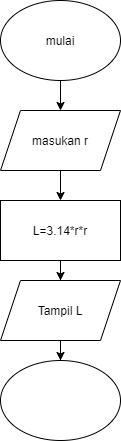 mulai
masukan r
L=3.14*r*r
Tampil L